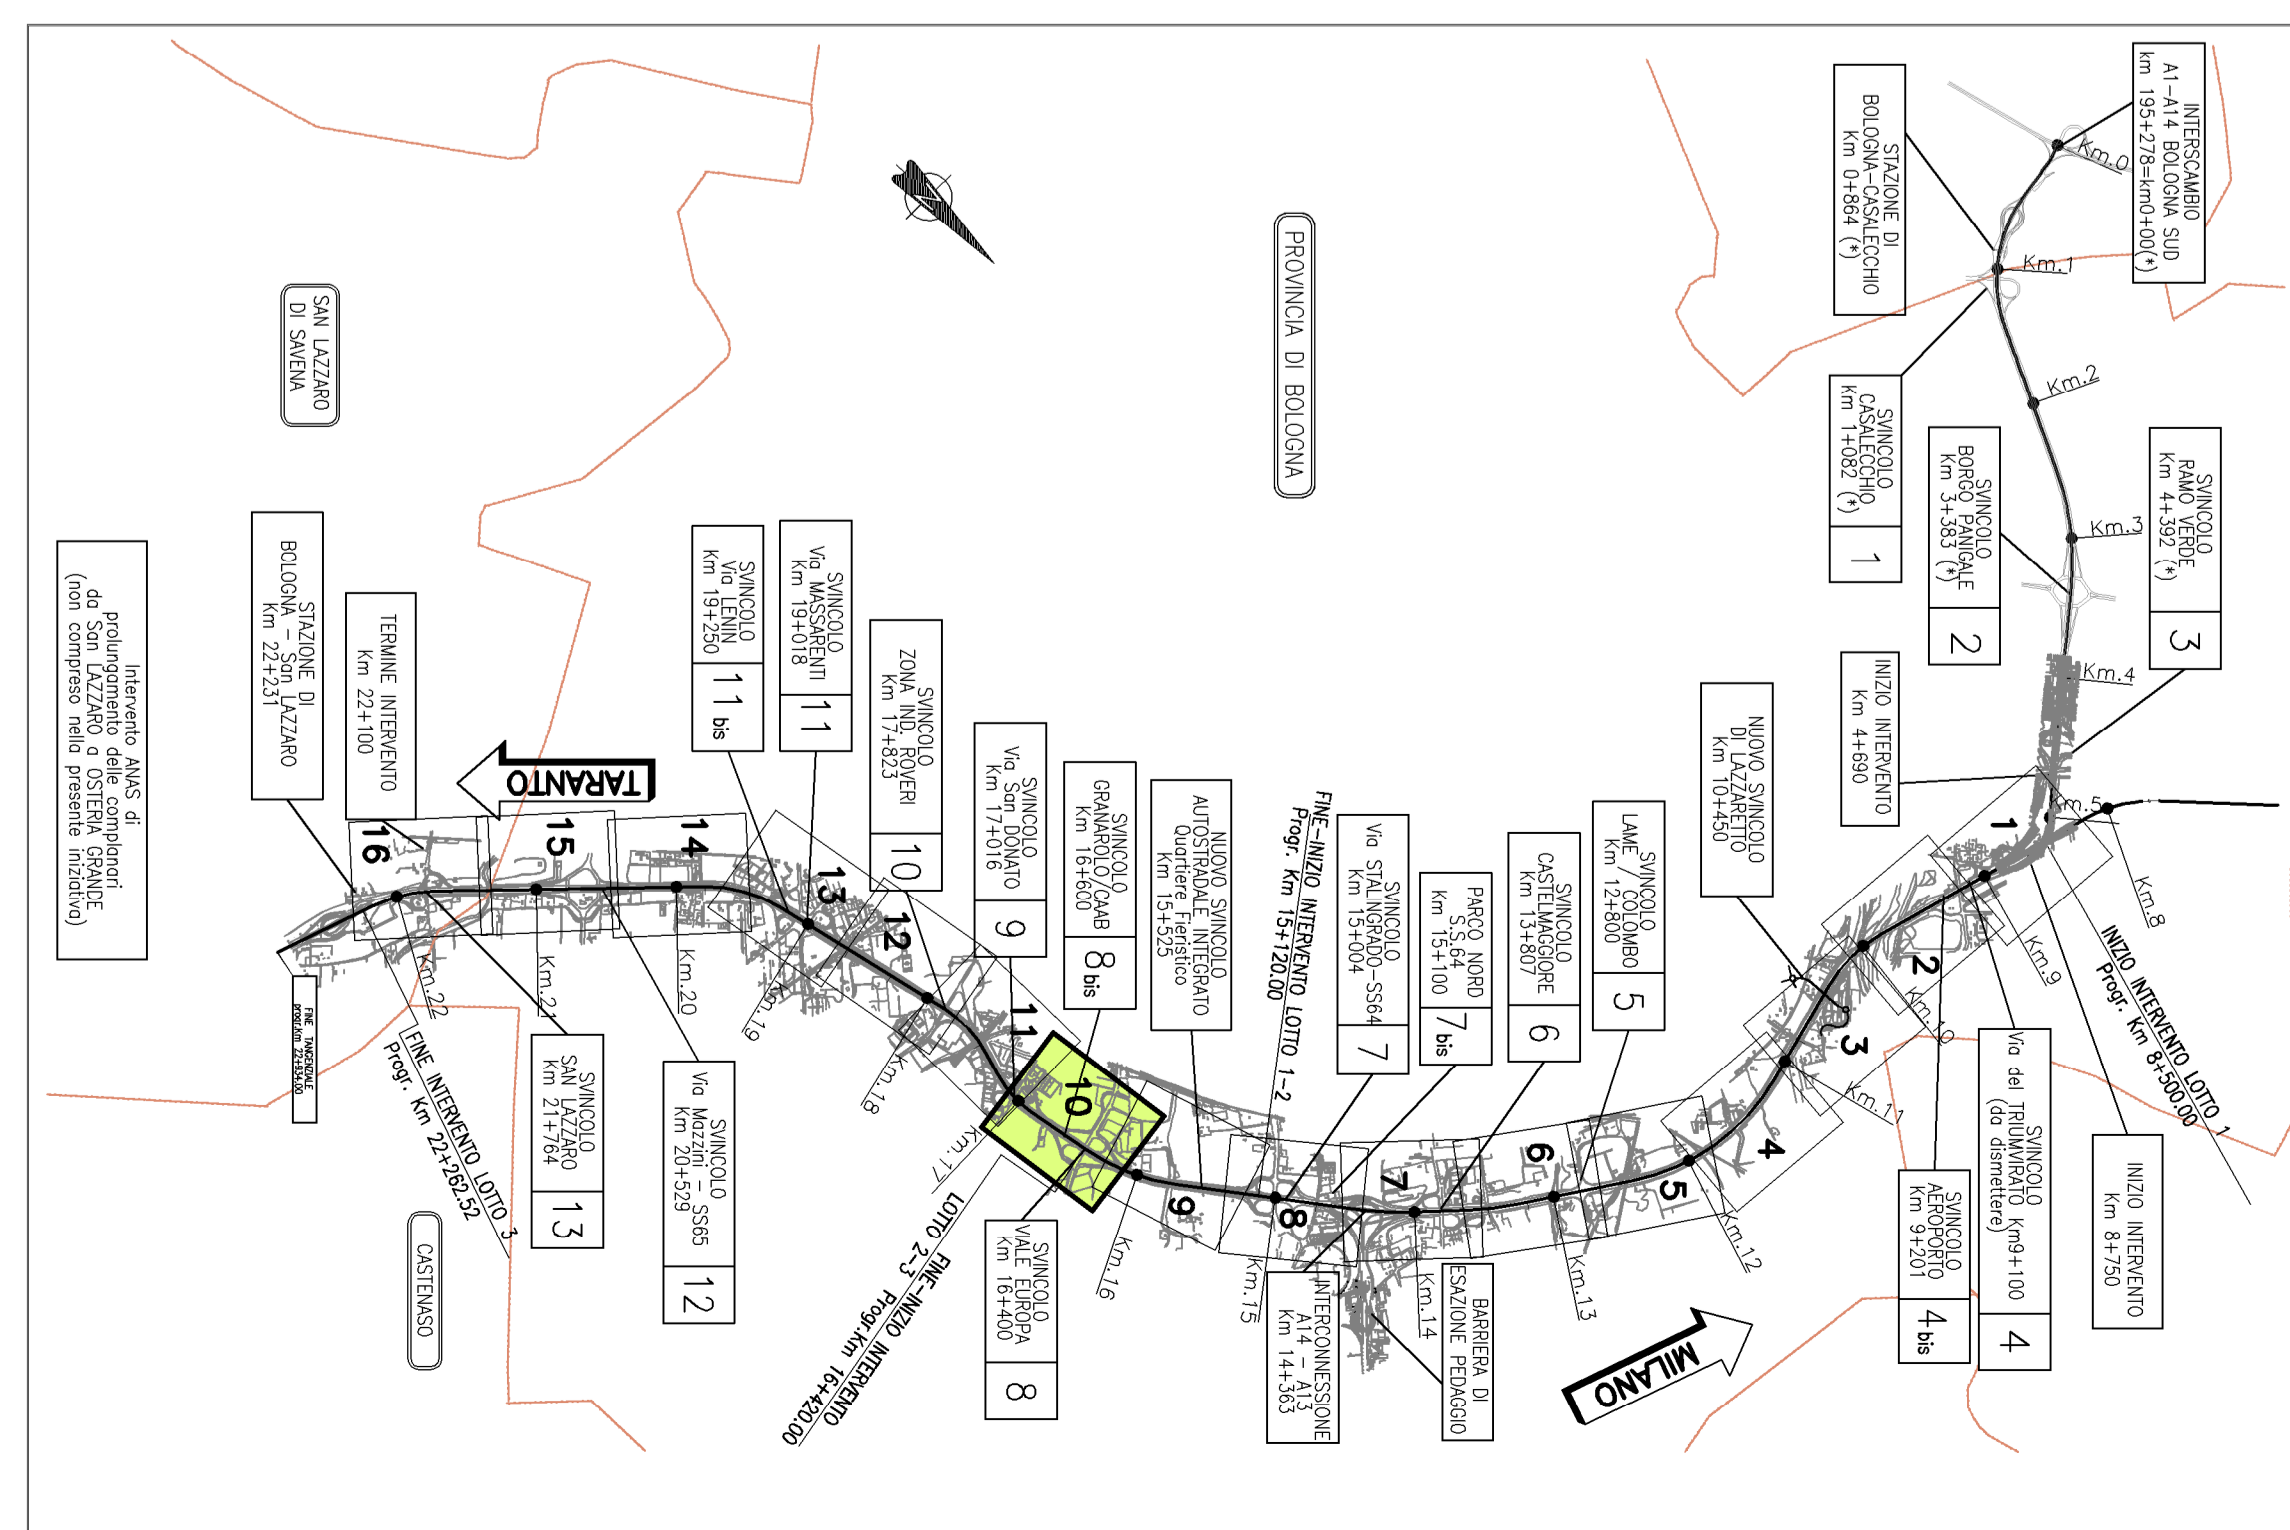 INTERSCAMBIO
A1-A14 BOLOGNA SUD
km 195+278=km0+00(*)
STAZIONE DI
BOLOGNA-CASALECCHIO
Km 0+864 (*)
SVINCOLO
CASALECCHIO
Km 1+082 (*)
1
SVINCOLO
BORGO PANIGALE
Km 3+383 (*)
2
SVINCOLO
RAMO VERDE
Km 4+392 (*)
3
Km.0
Km.1
Km.2
Km.3
Km.4
Km.5
Km.8
Km.9
Km.10
Km.11
Km.12
Km.13
Km.14
Km.15
Km.16
Km.17
Km.18
Km.19
Km.20
Km.21
Km.22
INIZIO INTERVENTO
Km 4+690
NUOVO SVINCOLO
DI LAZZARETTO
Km 10+450
INIZIO INTERVENTO LOTTO 1
Progr. Km 8+500.00
INIZIO INTERVENTO
Km 8+750
SVINCOLO
Via del TRIUMVIRATO Km9+100
(da dismettere)
4
SVINCOLO
AEROPORTO
Km 9+201
4 bis
SVINCOLO
LAME / COLOMBO
Km 12+800
5
SVINCOLO
CASTELMAGGIORE
Km 13+807
6
PARCO NORD
S.S.64
Km 15+100
7 bis
SVINCOLO
Via STALINGRADO-SS64
Km 15+004
7
FINE-INIZIO INTERVENTO LOTTO 1-2
Progr. Km 15+120.00
NUOVO SVINCOLO
AUTOSTRADALE INTEGRATO
Quartiere Fieristico
Km 15+525
SVINCOLO
GRANAROLO/CAAB
Km 16+600
8 bis
SVINCOLO
Via San DONATO
Km 17+016
9
SVINCOLO
ZONA IND. ROVERI
Km 17+823
10
SVINCOLO
Via MASSARENTI
Km 19+018
11
SVINCOLO
Via LENIN
Km 19+250
11 bis
TERMINE INTERVENTO
Km 22+100
STAZIONE DI
BCLOGNA - San LAZZARO
Km 22+231
Intervento ANAS di
prolungamento delle complanari
da San LAZZARO a OSTERIA GRANDE
(non compreso nella presente iniziativa)
PROVINCIA DI BOLOGNA
SAN LAZZARO
DI SAVENA
CASTENASO
TARANTO
MILANO
1
2
3
4
5
6
7
8
9
10
11
12
13
14
15
16
BARRIERA DI
ESAZIONE PEDAGGIO
INTERCONNESSIONE
A14 - A13
Km 14+363
SVINCOLO
VIALE EUROPA
Km 16+400
8
FINE-INIZIO INTERVENTO
LOTTO 2-3 Progr.Km 16+420.00
SVINCOLO
Via Mazzini - SS65
Km 20+529
12
SVINCOLO
SAN LAZZARO
Km 21+764
13
FINE INTERVENTO LOTTO 3
Progr. Km 22+262.52
FINE TANGENZIALE
progr.Km 22+934.00